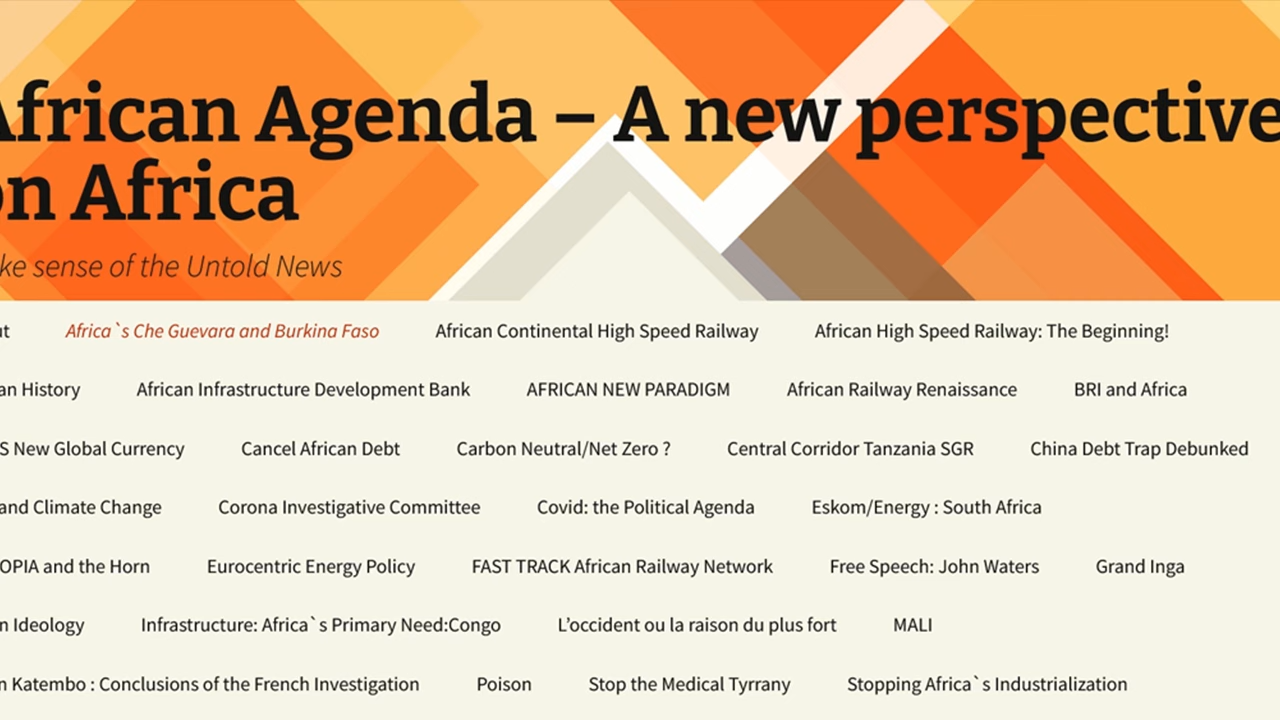 African Agenda – A new perspective
on Africa
ke sense of the Untold News
ut Africa`s Che Guevara and Burkina Faso African Continental High Speed Railway African High Speed Railway: The Beginning!
an History African Infrastructure Development Bank AFRICAN NEW PARADIGM African Railway Renaissance BRI and Africa
S New Global Currency Cancel African Debt Carbon Neutral/Net Zero ? Central Corridor Tanzania SGR China Debt Trap Debunked
and Climate Change Corona Investigative Committee Covid: the Political Agenda Eskom/Energy : South Africa
OPIA and the Horn Eurocentric Energy Policy FAST TRACK African Railway Network Free Speech: John Waters Grand Inga
n Ideology Infrastructure: Africa`s Primary Need:Congo L’occident ou la raison du plus fort MALI
n Katembo : Conclusions of the French Investigation Poison Stop the Medical Tyrrany Stopping Africa`s Industrialization